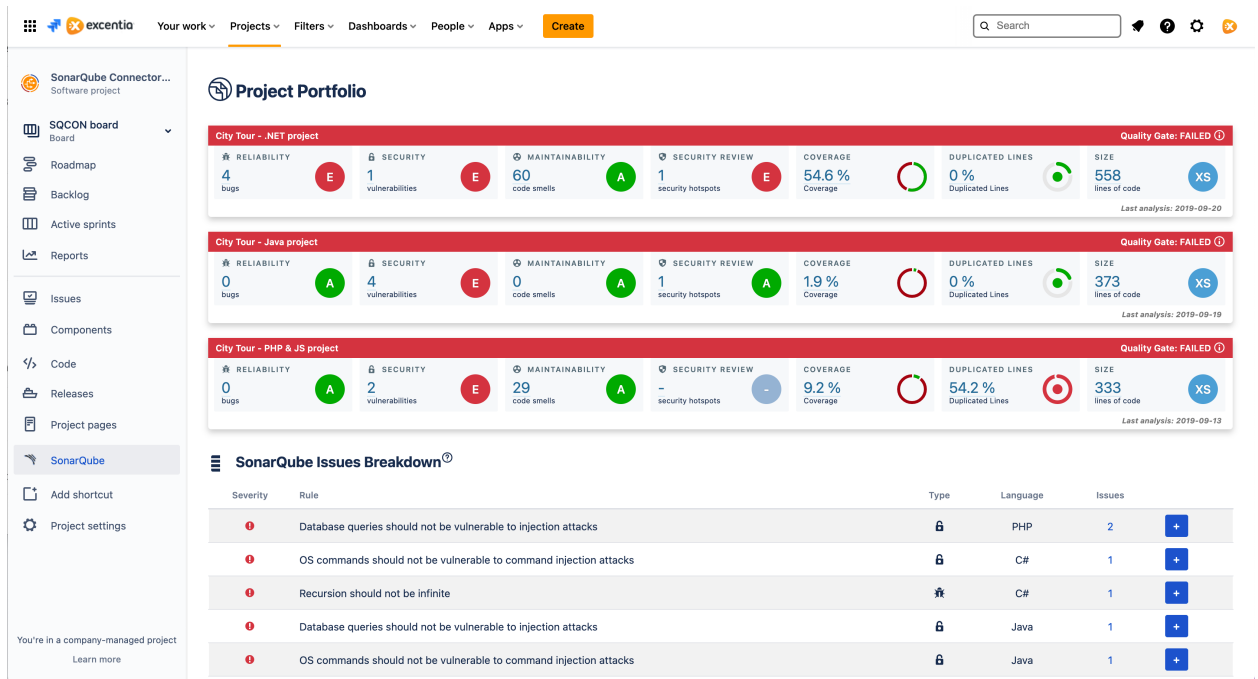 excentia Your work Projects Filters Dashboards People Apps Create Search
SonarQube Connector...
Software project
SQCON board
Board
Roadmap
Backlog
Active sprints
Reports
Issues
Components
Code
Releases
Project pages
SonarQube
Add shortcut
Project settings
You're in a company-managed project
Learn more
Project Portfolio
City Tour - .NET project Quality Gate: FAILED
RELIABILITY SECURITY MAINTAINABILITY SECURITY REVIEW COVERAGE DUPLICATED LINES SIZE
4 E 1 E 60 A 1 E 54.6 % 0 % 558 XS
bugs vulnerabilities code smells security hotspots Coverage Duplicated Lines lines of code
Last analysis: 2019-09-20
City Tour - Java project Quality Gate: FAILED
RELIABILITY SECURITY MAINTAINABILITY SECURITY REVIEW COVERAGE DUPLICATED LINES SIZE
0 A 4 E 0 A 1 A 1.9 % 0 % 373 XS
bugs vulnerabilities code smells security hotspots Coverage Duplicated Lines lines of code
Last analysis: 2019-09-19
City Tour - PHP & JS project Quality Gate: FAILED
RELIABILITY SECURITY MAINTAINABILITY SECURITY REVIEW COVERAGE DUPLICATED LINES SIZE
0 A 2 E 29 A - - 9.2 % 54.2 % 333 XS
bugs vulnerabilities code smells security hotspots Coverage Duplicated Lines lines of code
Last analysis: 2019-09-13
SonarQube Issues Breakdown
Severity Rule Type Language Issues
Database queries should not be vulnerable to injection attacks PHP 2 +
OS commands should not be vulnerable to command injection attacks C# 1 +
Recursion should not be infinite C# 1 +
Database queries should not be vulnerable to injection attacks Java 1 +
OS commands should not be vulnerable to command injection attacks Java 1 +